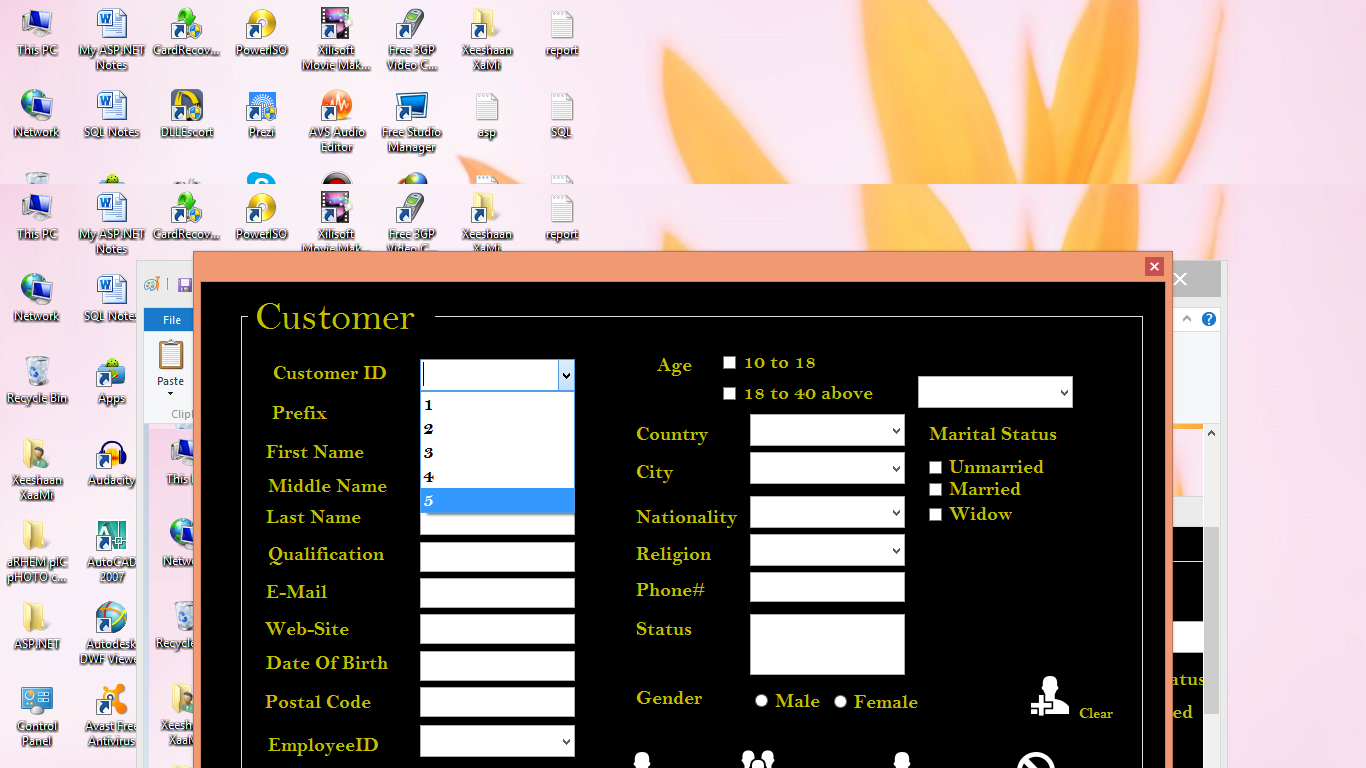 This PC
My ASP.NET Notes
CardRecov...
PowerISO
Xilisoft Movie Mak...
Free 3GP Video C...
Xeeshaan XaMi
report
Network
SQL Notes
DLLEscort
Prezi
AVS Audio Editor
Free Studio Manager
asp
SQL
This PC
My ASP.NET Notes
CardRecov...
PowerISO
Xilisoft
Movie Mak...
Free 3GP
Video C...
Xeeshaan
XaMi
report
Network
SQL Notes
Recycle Bin
Apps
Xeeshaan XaaMi
Audacity
aRHEM pIC pHOTO c...
AutoCAD 2007
ASP.NET
Autodesk DWF Viewe
Control Panel
Avast Free Antivirus
File
Paste
Clip
This
Netwo
Recycle
Xeesh
XaaM
Customer
Customer ID
1
2
3
4
5
Prefix
First Name
Middle Name
Last Name
Qualification
E-Mail
Web-Site
Date Of Birth
Postal Code
EmployeeID
Age
10 to 18
18 to 40 above
Country
City
Nationality
Religion
Phone#
Status
Gender
Male
Female
Marital Status
Unmarried
Married
Widow
Clear
atus
ed